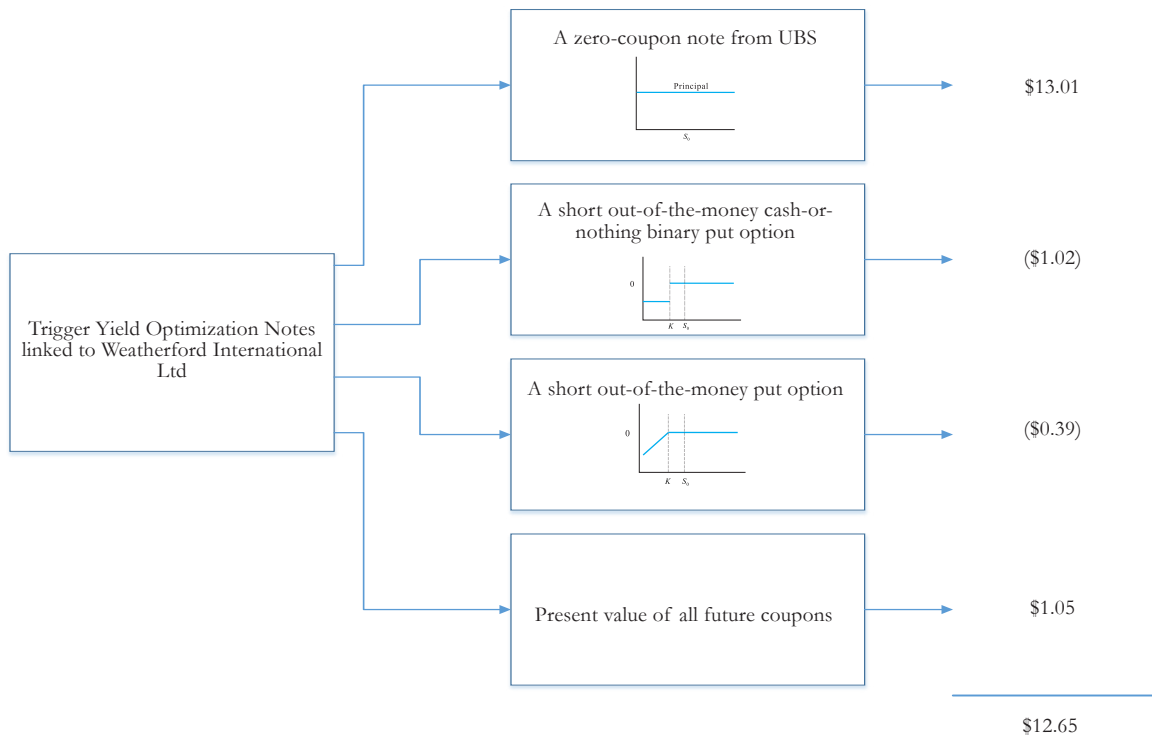 A zero-coupon note from UBS
Principal
S₀
$13.01
A short out-of-the-money cash-or-
nothing binary put option
0
K S₀
($1.02)
Trigger Yield Optimization Notes
linked to Weatherford International
Ltd
A short out-of-the-money put option
0
K S₀
($0.39)
Present value of all future coupons
$1.05
$12.65